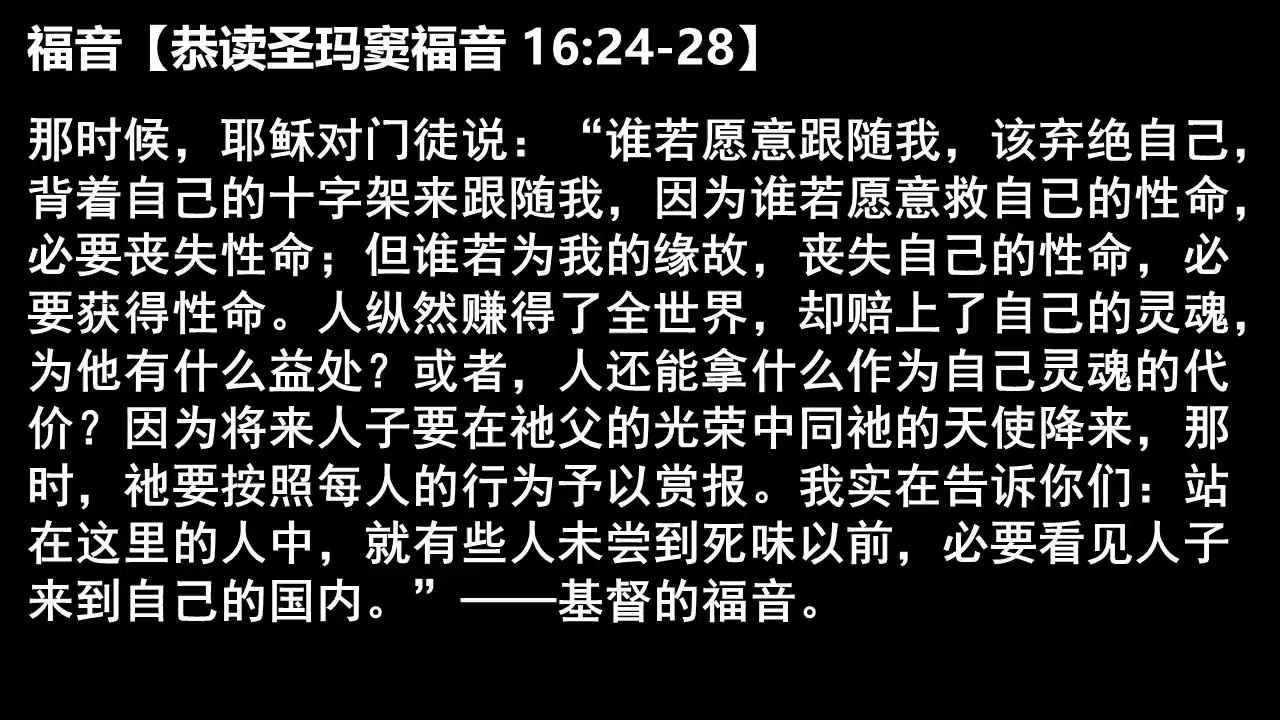 福音【恭读圣玛窦福音 16:24-28】
那时候，耶稣对门徒说：“谁若愿意跟随我，该弃绝自己，
背着自己的十字架来跟随我，因为谁若愿意救自已的性命，
必要丧失性命；但谁若为我的缘故，丧失自己的性命，必
要获得性命。人纵然赚得了全世界，却赔上了自己的灵魂，
为他有什么益处？或者，人还能拿什么作为自己灵魂的代
价？因为将来人子要在祂父的光荣中同祂的天使降来，那
时，祂要按照每人的行为予以赏报。我实在告诉你们：站
在这里的人中，就有些人未尝到死味以前，必要看见人子
来到自己的国内。”——基督的福音。